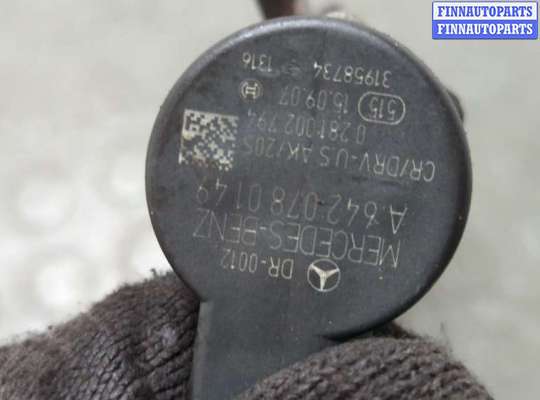 FINNAUTOPARTS
FINNAUTOPARTS
DR-0012
MERCEDES-BENZ
A 642 078 01 49
CR/DRV-U S AK/20S
0 281 002 794
515 15.09.07
31958734 1316